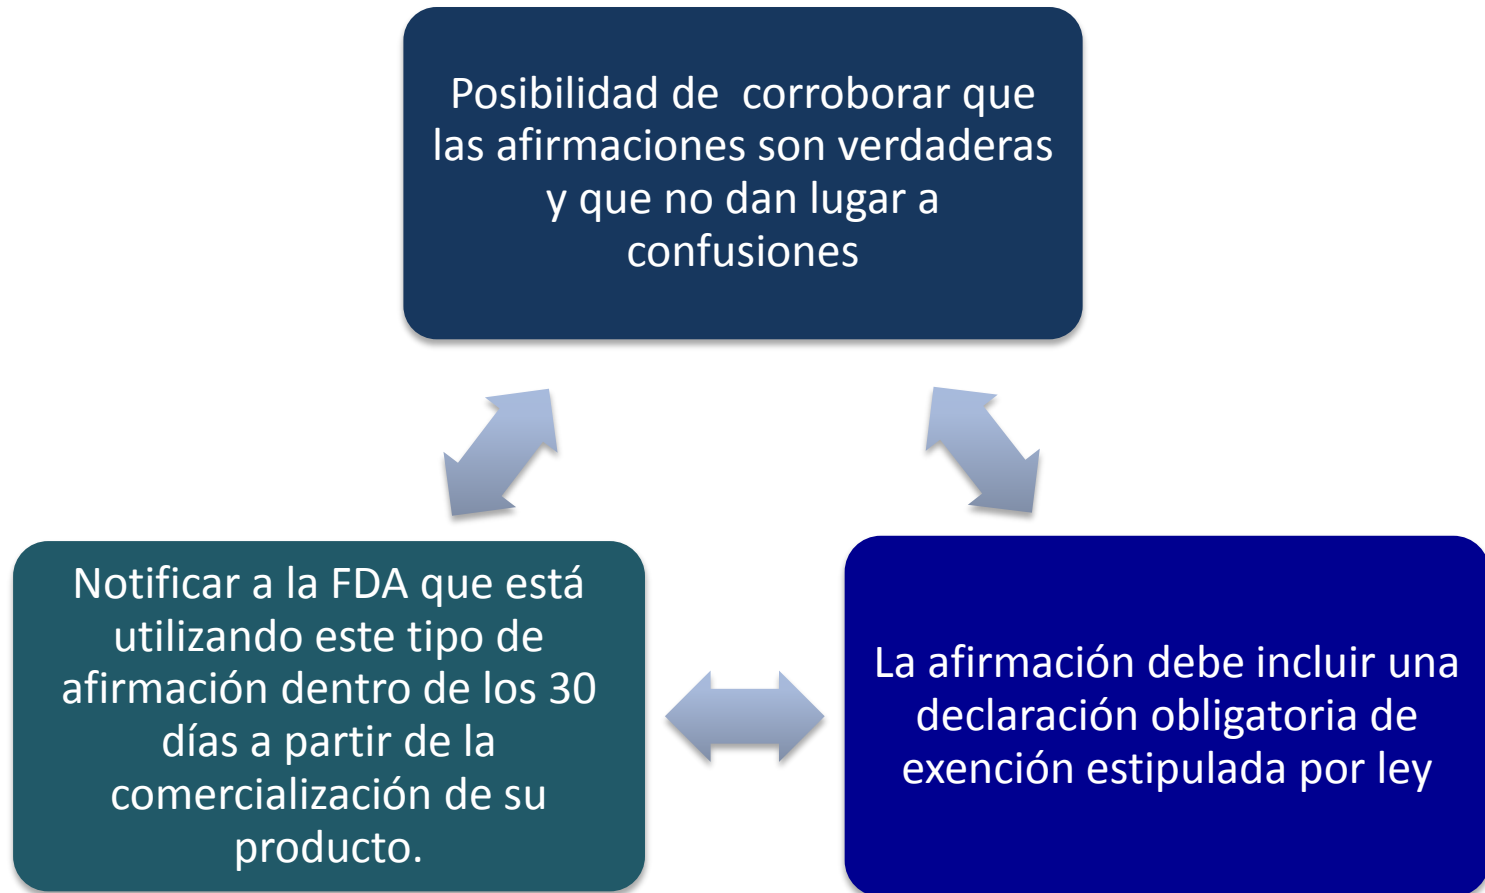 Posibilidad de corroborar que
las afirmaciones son verdaderas
y que no dan lugar a
confusiones
Notificar a la FDA que está
utilizando este tipo de
afirmación dentro de los 30
días a partir de la
comercialización de su
producto.
La afirmación debe incluir una
declaración obligatoria de
exención estipulada por ley